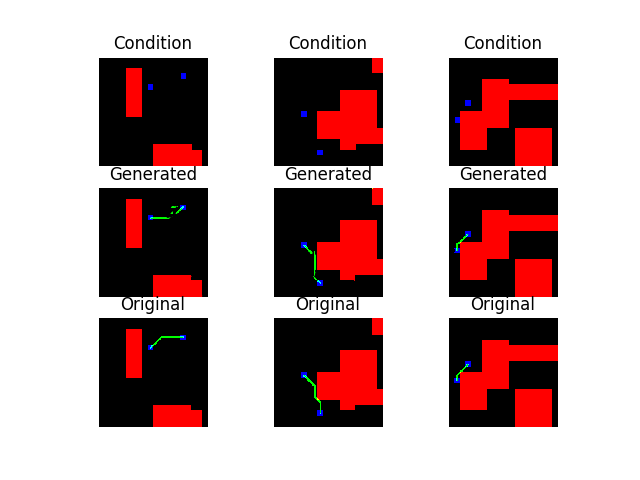 Condition Condition Condition
Generated Generated Generated
Original Original Original